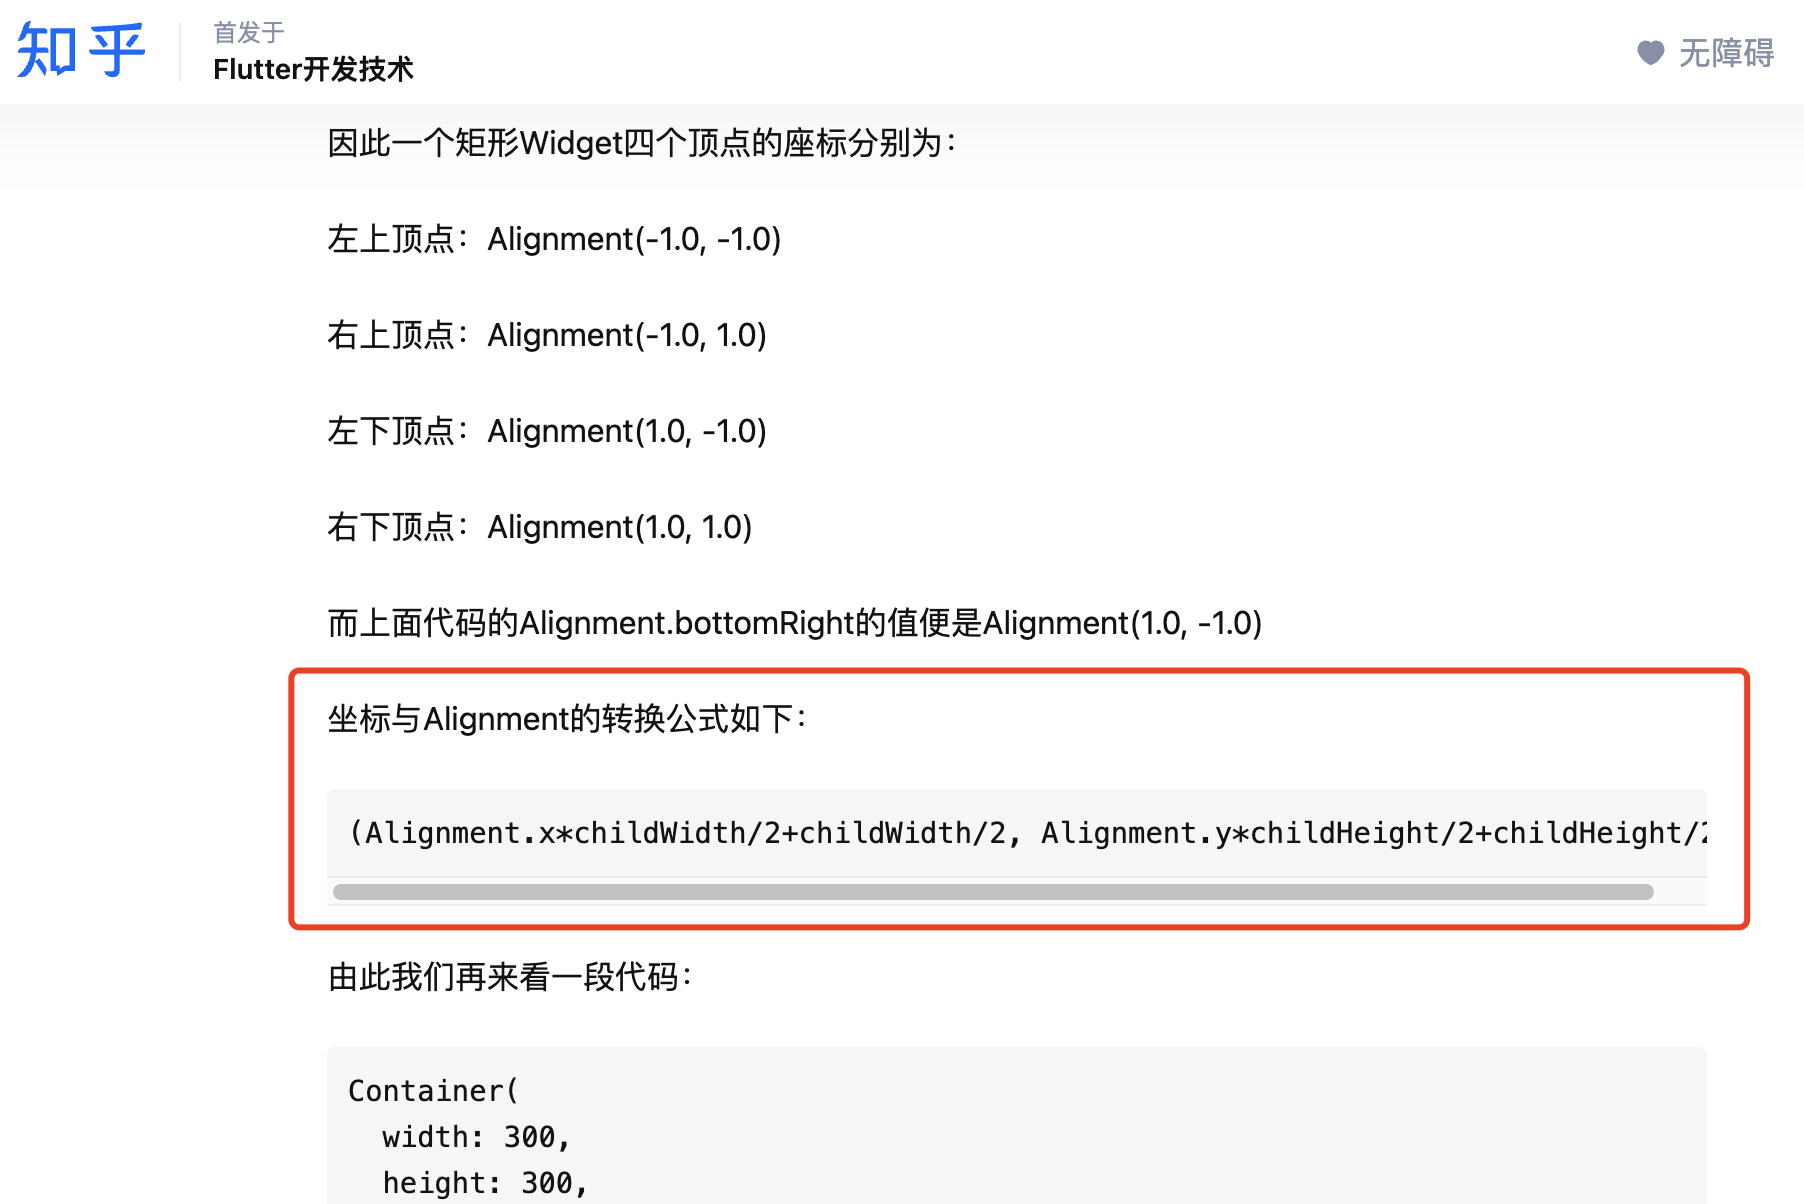 知乎
首发于
Flutter开发技术
无障碍
因此一个矩形Widget四个顶点的座标分别为：
左上顶点：Alignment(-1.0, -1.0)
右上顶点：Alignment(-1.0, 1.0)
左下顶点：Alignment(1.0, -1.0)
右下顶点：Alignment(1.0, 1.0)
而上面代码的Alignment.bottomRight的值便是Alignment(1.0, -1.0)
坐标与Alignment的转换公式如下：
(Alignment.x*childWidth/2+childWidth/2, Alignment.y*childHeight/2+childHeight/2
由此我们再来看一段代码：
Container(
width: 300,
height: 300,